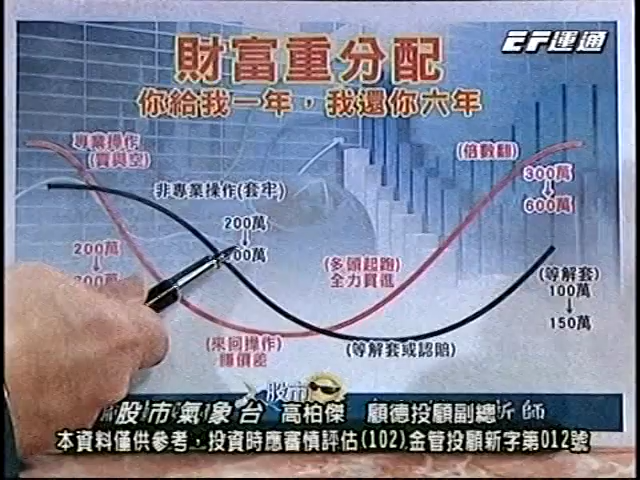 EF運通
財富重分配
你給我一年，我還你六年
專業操作
(買與空)
(倍數翻)
300萬
↓
600萬
非專業操作(套牢)
200萬
↓
00萬
200萬
↓
(多頭起跑)
全力買進
(等解套)
100萬
↓
150萬
(來回操作)
賺價差
(等解套或認賠)
股市
股市氣象台 高柏傑 顧德投顧副總 析師
本資料僅供參考，投資時應審慎評估(102)金管投顧新字第012號